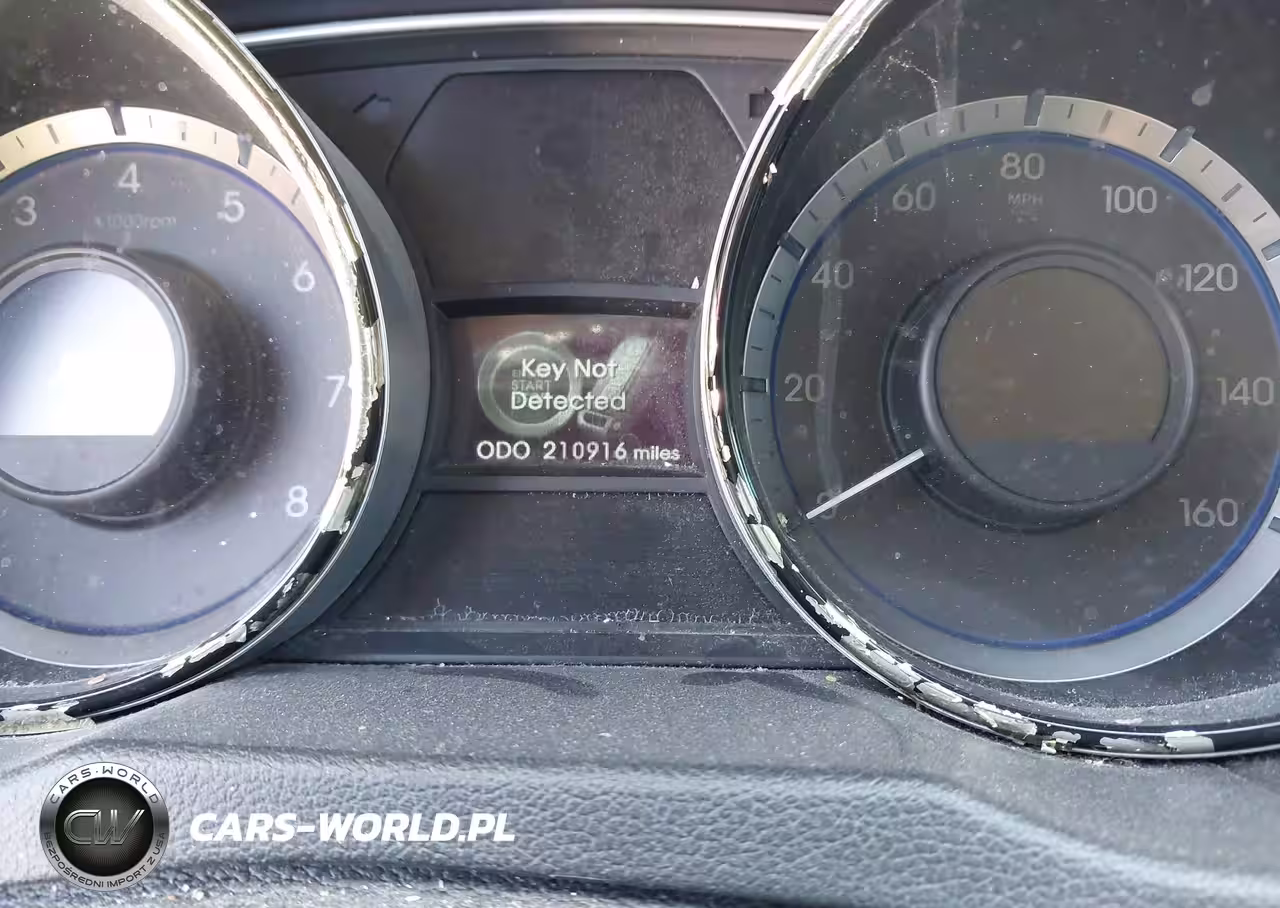 3
4
5
x1000rpm
6
7
8
Key Not
START
Detected
ODO 210916 miles
0
20
40
60
80
MPH
100
120
140
160
CARS-WORLD
CW
BEZPOŚREDNI IMPORT Z USA
CARS-WORLD.PL